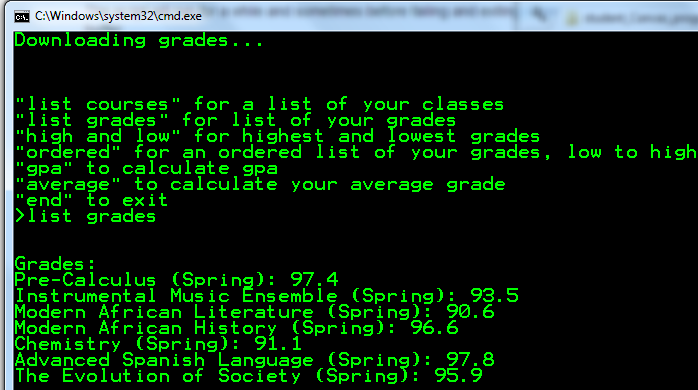 C:\Windows\system32\cmd.exe
Downloading grades...
"list courses" for a list of your classes
"list grades" for list of your grades
"high and low" for highest and lowest grades
"ordered" for an ordered list of your grades, low to high
"gpa" to calculate gpa
"average" to calculate your average grade
"end" to exit
>list grades
Grades:
Pre-Calculus (Spring): 97.4
Instrumental Music Ensemble (Spring): 93.5
Modern African Literature (Spring): 90.6
Modern African History (Spring): 96.6
Chemistry (Spring): 91.1
Advanced Spanish Language (Spring): 97.8
The Evolution of Society (Spring): 95.9